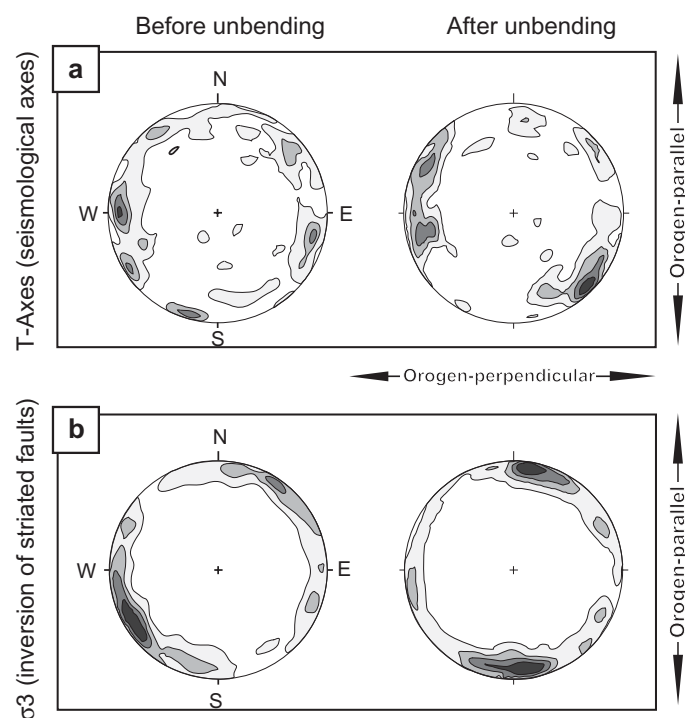 Before unbending After unbending
a
T-Axes (seismological axes)
N
W
E
S
Orogen-parallel
Orogen-perpendicular
b
σ3 (inversion of striated faults)
N
W
E
S
Orogen-parallel